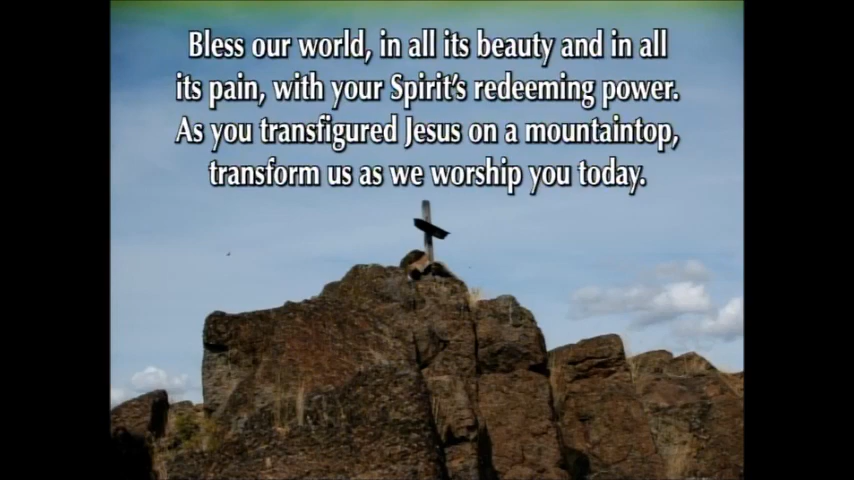 Bless our world, in all its beauty and in all
its pain, with your Spirit's redeeming power.
As you transfigured Jesus on a mountaintop,
transform us as we worship you today.